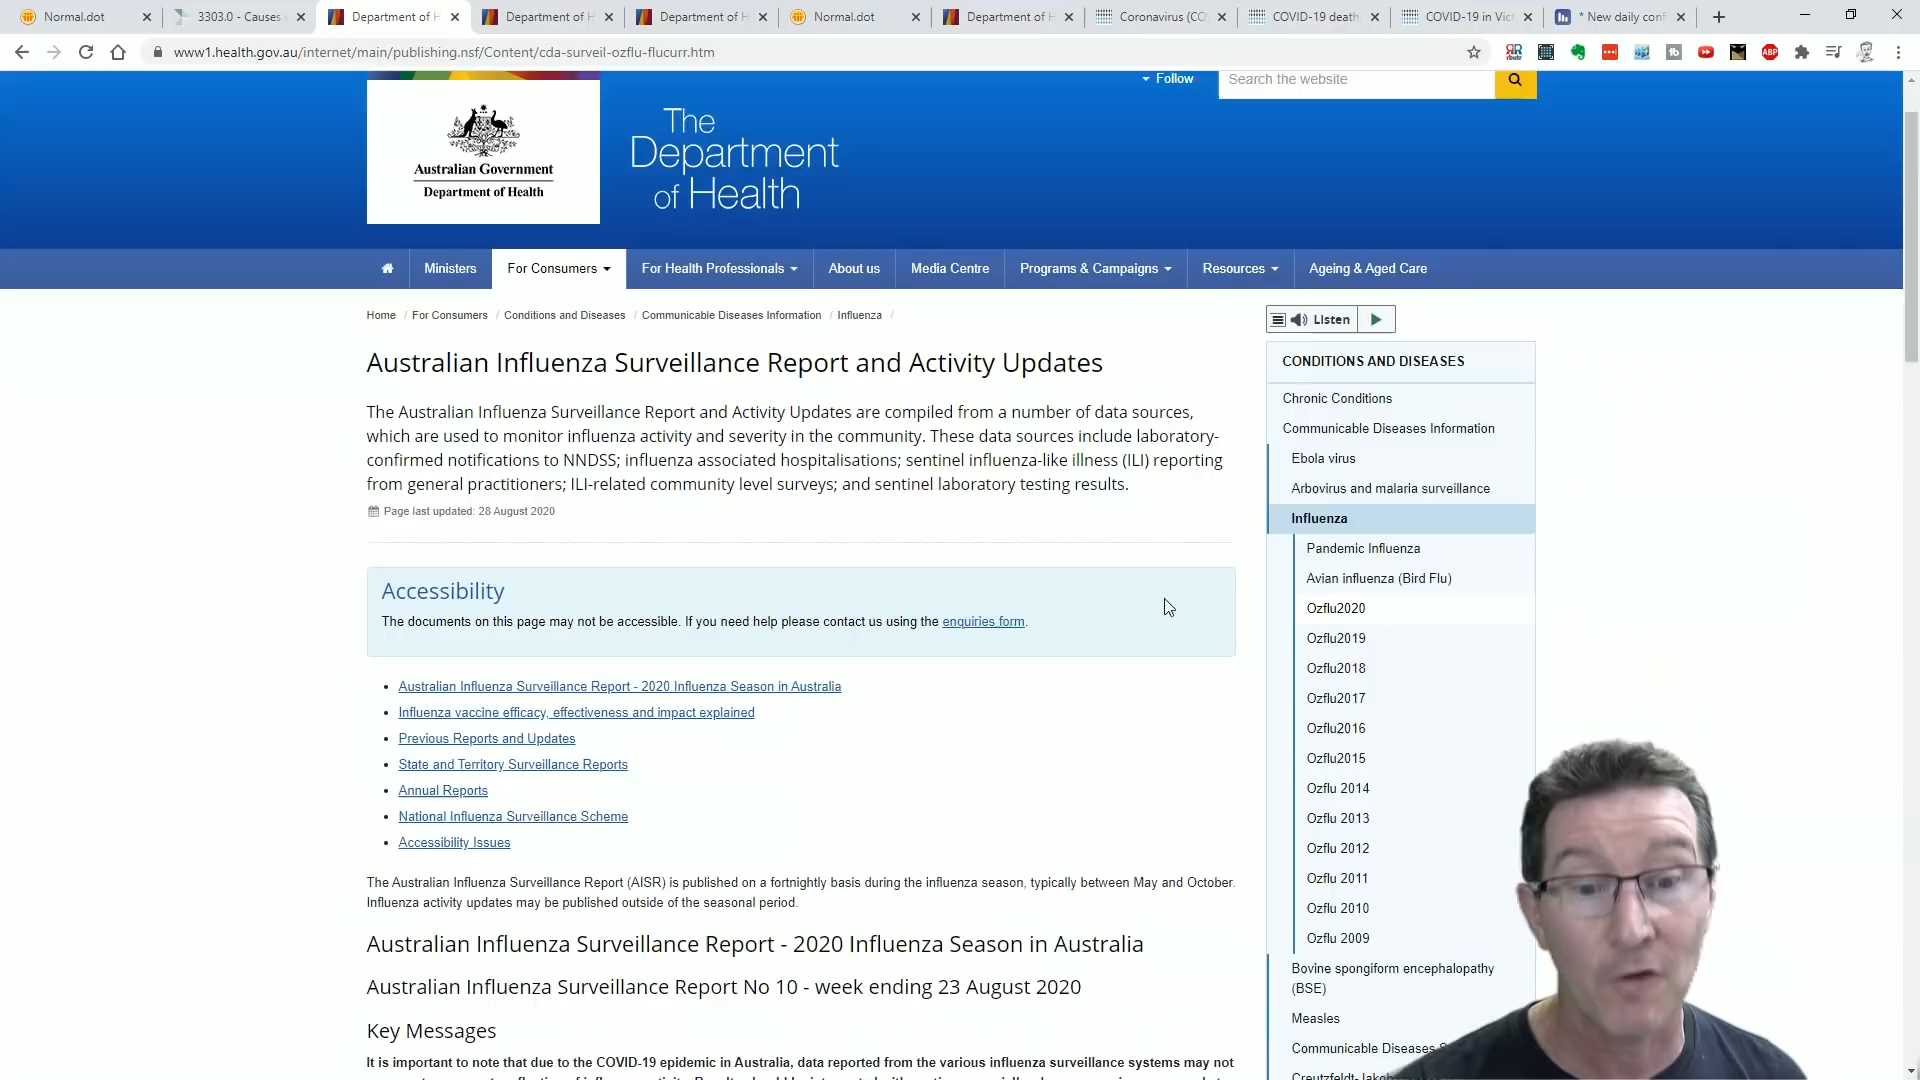 Normal.dot
3303.0 - Causes
Department of H
Department of H
Department of H
Normal.dot
Department of H
Coronavirus (CO
COVID-19 death
COVID-19 in Vic
* New daily conf
www1.health.gov.au/internet/main/publishing.nsf/Content/cda-surveil-ozflu-flucurr.htm
Follow
Search the website
Australian Government
Department of Health
The
Department
of Health
Ministers
For Consumers
For Health Professionals
About us
Media Centre
Programs & Campaigns
Resources
Ageing & Aged Care
Home / For Consumers / Conditions and Diseases / Communicable Diseases Information / Influenza /
Listen
Australian Influenza Surveillance Report and Activity Updates
The Australian Influenza Surveillance Report and Activity Updates are compiled from a number of data sources,
which are used to monitor influenza activity and severity in the community. These data sources include laboratory-
confirmed notifications to NNDSS; influenza associated hospitalisations; sentinel influenza-like illness (ILI) reporting
from general practitioners; ILI-related community level surveys; and sentinel laboratory testing results.
Page last updated: 28 August 2020
Accessibility
The documents on this page may not be accessible. If you need help please contact us using the enquiries form.
Australian Influenza Surveillance Report - 2020 Influenza Season in Australia
Influenza vaccine efficacy, effectiveness and impact explained
Previous Reports and Updates
State and Territory Surveillance Reports
Annual Reports
National Influenza Surveillance Scheme
Accessibility Issues
The Australian Influenza Surveillance Report (AISR) is published on a fortnightly basis during the influenza season, typically between May and October.
Influenza activity updates may be published outside of the seasonal period.
Australian Influenza Surveillance Report - 2020 Influenza Season in Australia
Australian Influenza Surveillance Report No 10 - week ending 23 August 2020
Key Messages
It is important to note that due to the COVID-19 epidemic in Australia, data reported from the various influenza surveillance systems may not
CONDITIONS AND DISEASES
Chronic Conditions
Communicable Diseases Information
Ebola virus
Arbovirus and malaria surveillance
Influenza
Pandemic Influenza
Avian influenza (Bird Flu)
Ozflu2020
Ozflu2019
Ozflu2018
Ozflu2017
Ozflu2016
Ozflu2015
Ozflu 2014
Ozflu 2013
Ozflu 2012
Ozflu 2011
Ozflu 2010
Ozflu 2009
Bovine spongiform encephalopathy
(BSE)
Measles
Communicable Diseases